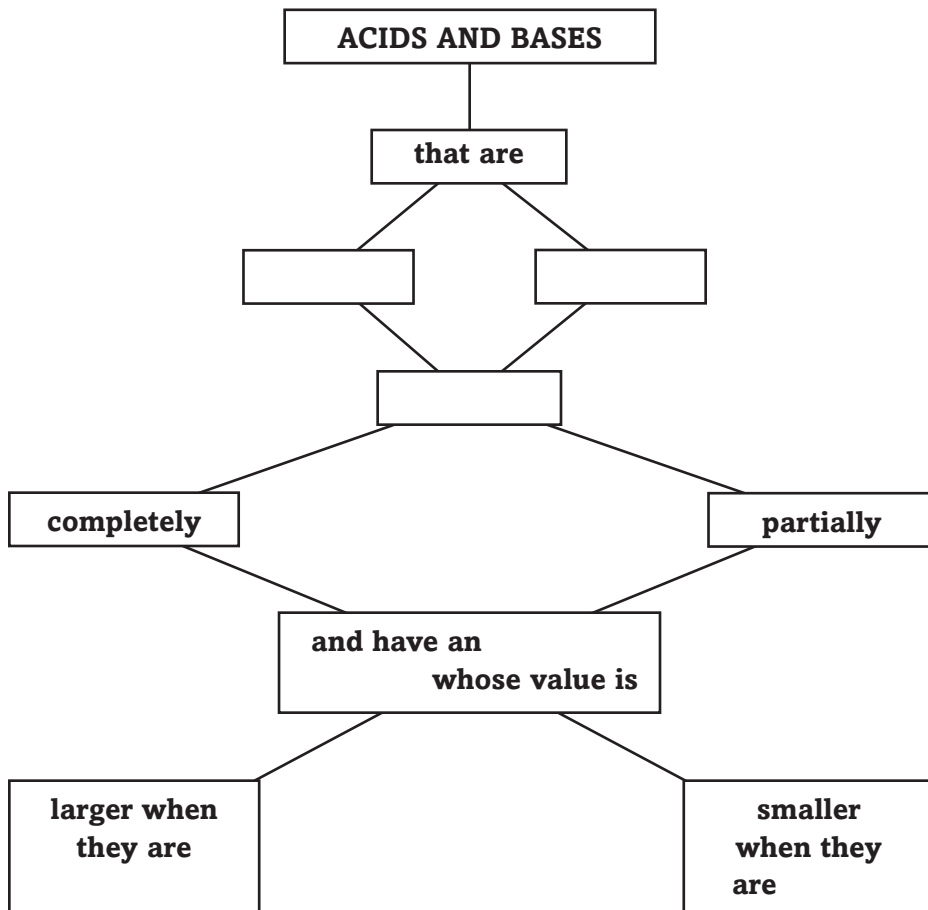 ACIDS AND BASES
that are
completely
partially
and have an
whose value is
larger when
they are
smaller
when they
are